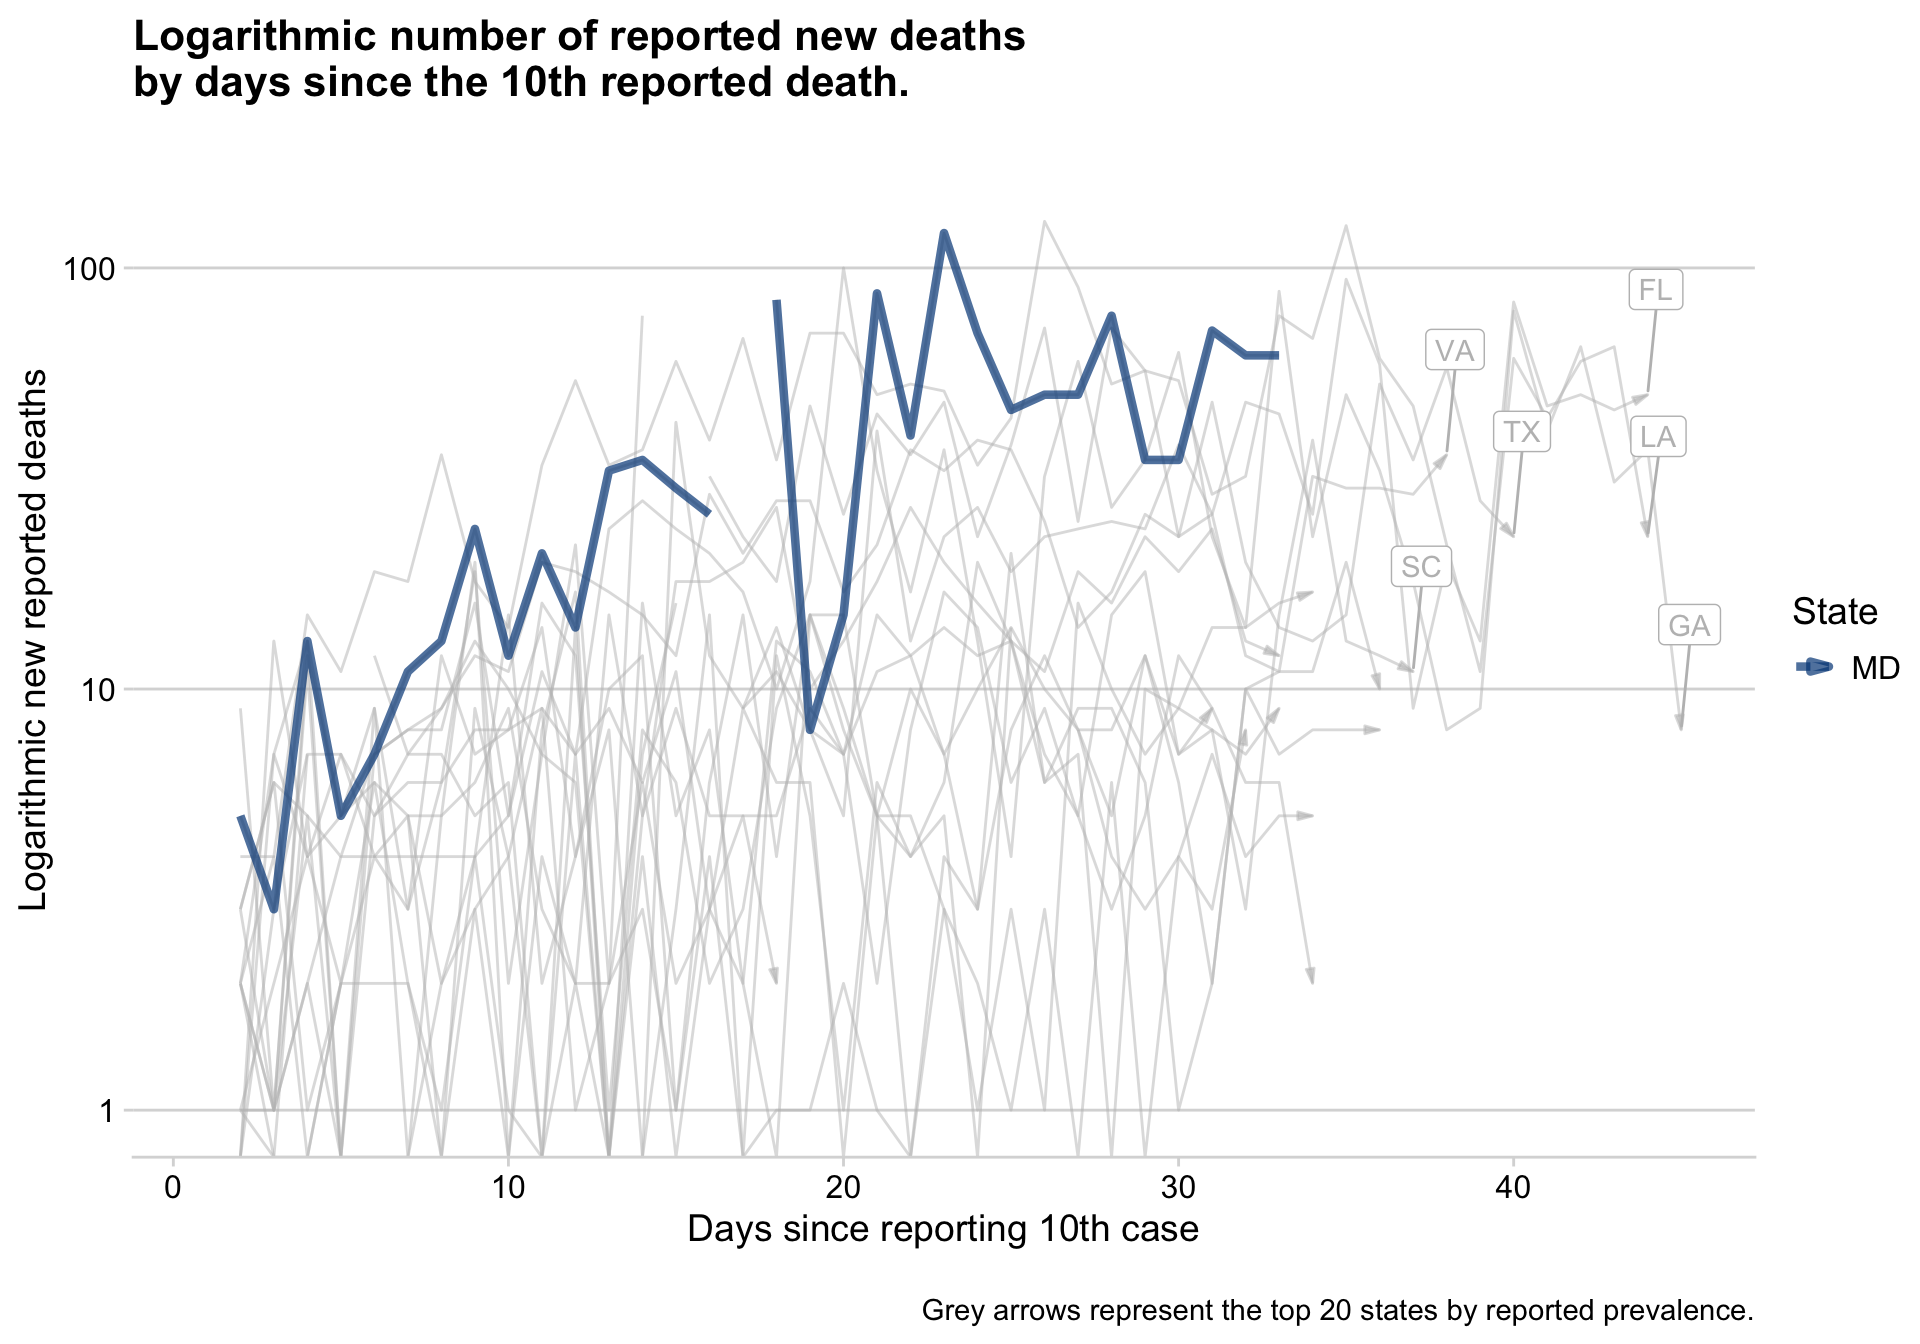 Logarithmic number of reported new deaths
by days since the 10th reported death.
Logarithmic new reported deaths
100
10
1
FL
VA
TX
LA
SC
GA
State
MD
0
10
20
30
40
Days since reporting 10th case
Grey arrows represent the top 20 states by reported prevalence.